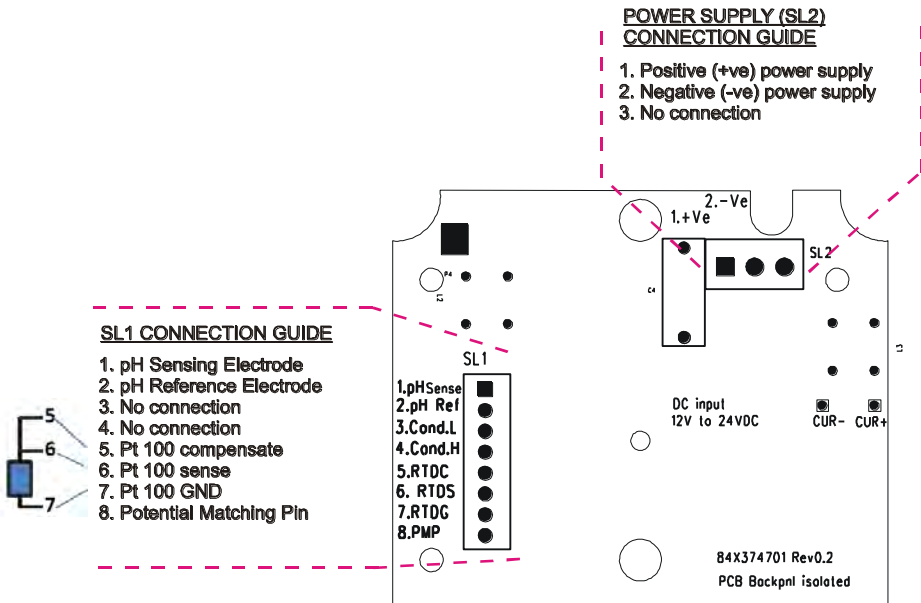 POWER SUPPLY (SL2)
CONNECTION GUIDE
1. Positive (+ve) power supply
2. Negative (-ve) power supply
3. No connection
2.-Ve
1.+Ve
SL2
P4
C4
SL1 CONNECTION GUIDE
1. pH Sensing Electrode
2. pH Reference Electrode
3. No connection
4. No connection
5. Pt 100 compensate
6. Pt 100 sense
7. Pt 100 GND
8. Potential Matching Pin
5
6
7
SL1
1.pHSense
2.pH Ref
3.Cond.L
4.Cond.H
5.RTDC
6. RTDS
7.RTDG
8.PMP
DC input
12V to 24VDC
CUR- CUR+
84X374701 Rev0.2
PCB Backpnl isolated